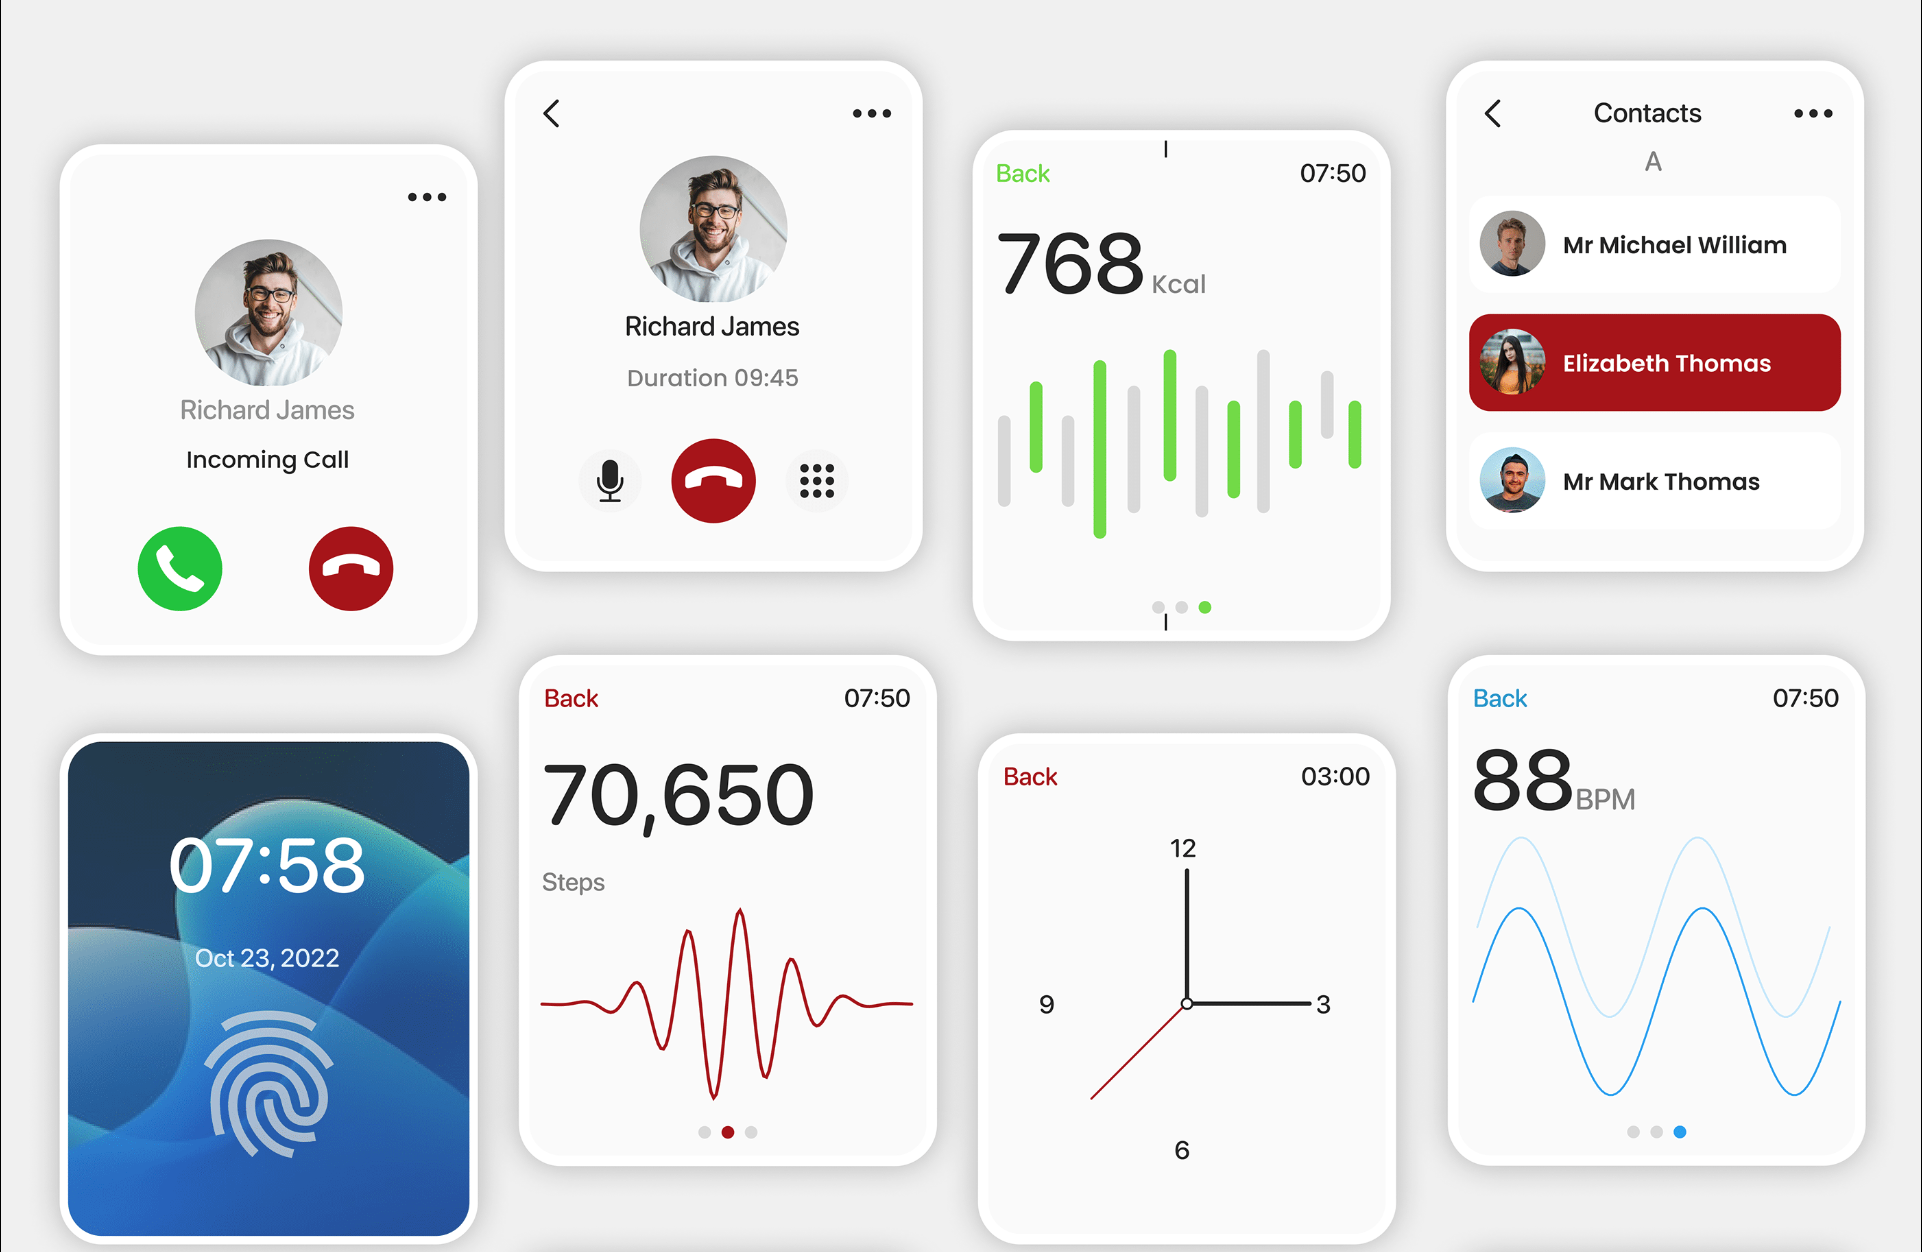 Richard James
Incoming Call
Richard James
Duration 09:45
Back 07:50
768 Kcal
Contacts
A
Mr Michael William
Elizabeth Thomas
Mr Mark Thomas
07:58
Oct 23, 2022
Back 07:50
70,650
Steps
Back 03:00
12
9 3
6
Back 07:50
88 BPM